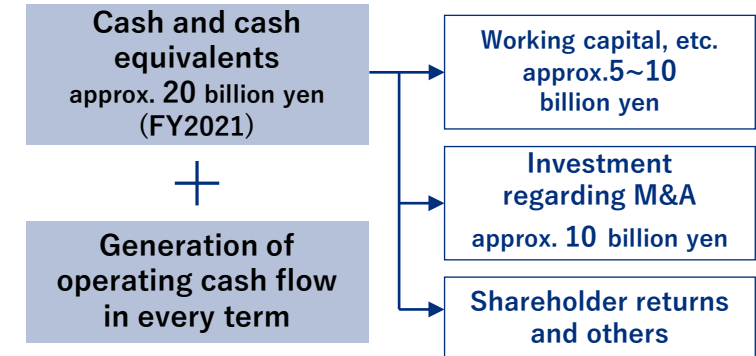 Cash and cash
equivalents
approx. 20 billion yen
(FY2021)
+
Generation of
operating cash flow
in every term
Working capital, etc.
approx.5~10
billion yen
Investment
regarding M&A
approx. 10 billion yen
Shareholder returns
and others